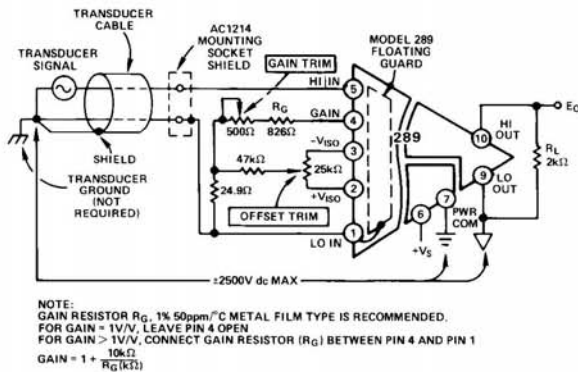 TRANSDUCER
CABLE
TRANSDUCER
SIGNAL
AC1214
MOUNTING
SOCKET
SHIELD
MODEL 289
FLOATING
GUARD
GAIN TRIM
HI IN
5
RG
GAIN
4
500Ω
826Ω
289
-VISO
3
47kΩ
25kΩ
24.9Ω
+VISO
2
OFFSET TRIM
LO IN
1
SHIELD
TRANSDUCER
GROUND
(NOT
REQUIRED)
EO
10
HI
OUT
RL
2kΩ
9
LO
OUT
7
PWR
COM
6
+VS
±2500V dc MAX
NOTE:
GAIN RESISTOR RG, 1% 50ppm/°C METAL FILM TYPE IS RECOMMENDED.
FOR GAIN = 1V/V, LEAVE PIN 4 OPEN
FOR GAIN > 1V/V, CONNECT GAIN RESISTOR (RG) BETWEEN PIN 4 AND PIN 1
GAIN = 1 + 10kΩ
RG(kΩ)